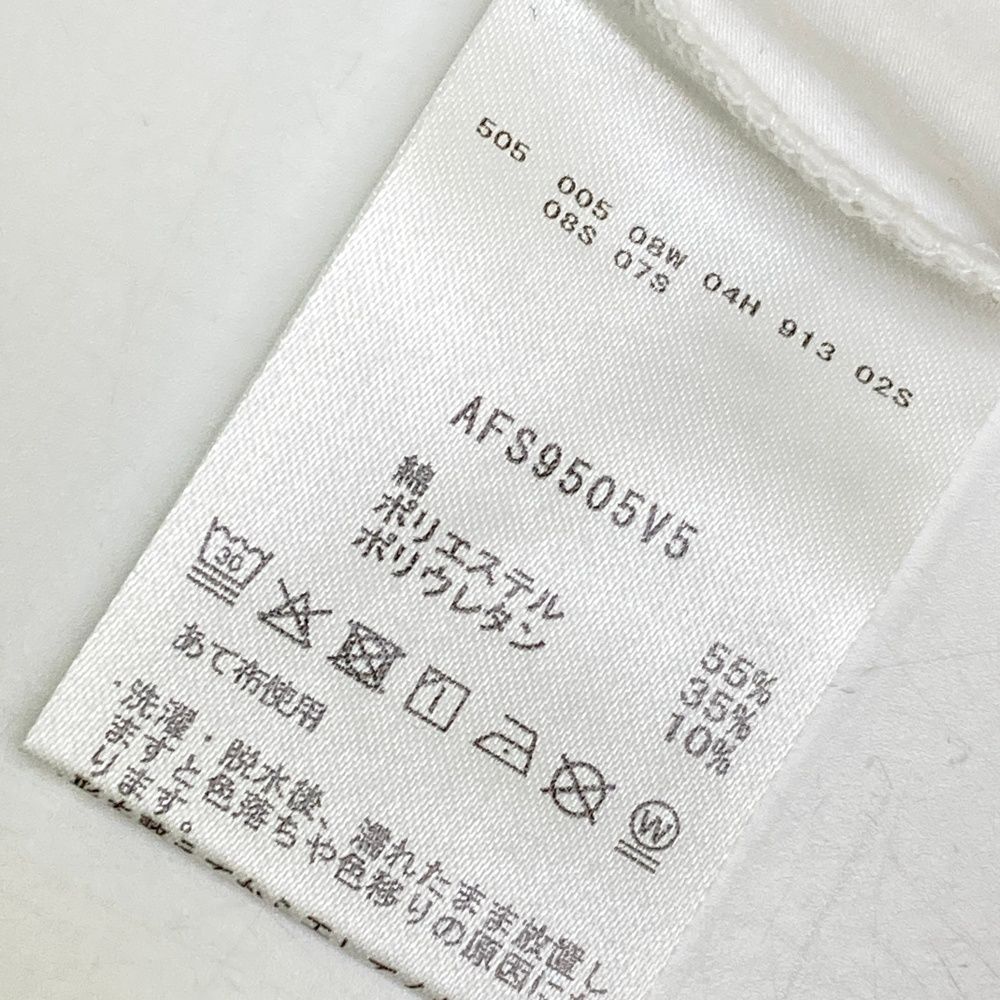 505 005 08W 04H 913 02S
08S 07S
AFS9505V5
綿 55%
ポリエステル 35%
ポリウレタン 10%
30
W
あて布使用
・洗濯・脱水後、濡れたまま放置し
ますと色落ちや色移りの原因に
ります。